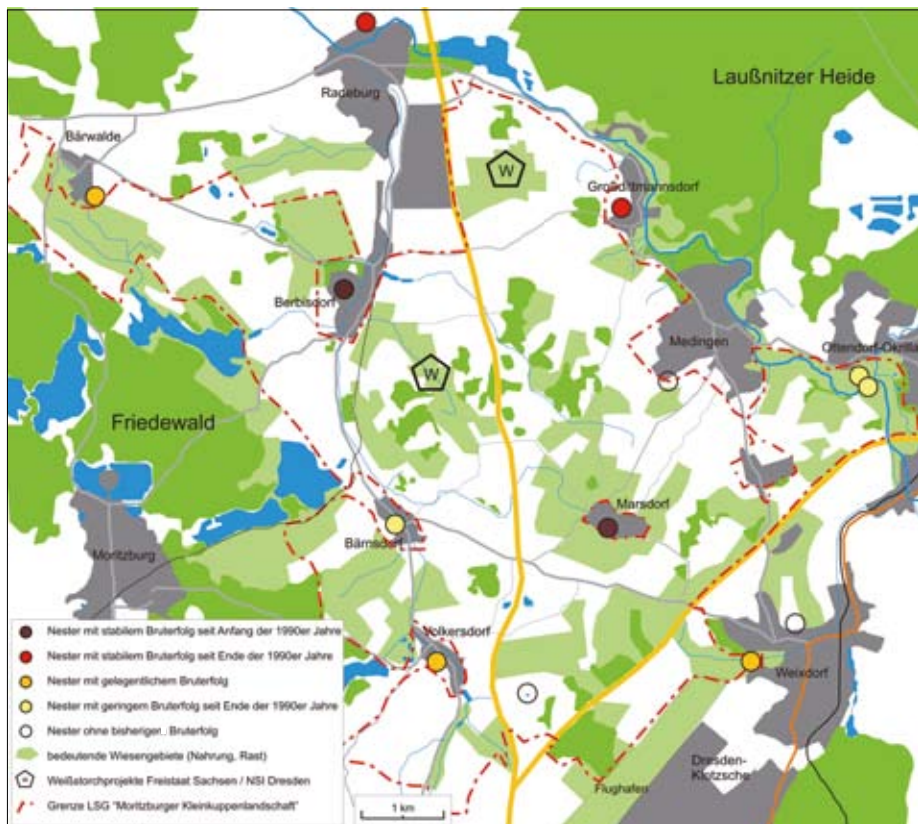 Laußnitzer Heide
Radeburg
Bärwalde
W
Großdittmannsdorf
Berbisdorf
Medingen
Ottendorf-Okrilla
W
Friedewald
Marsdorf
Bärnsdorf
Moritzburg
Volkersdorf
Weixdorf
Dresden-
Klotzsche
Flughafen
Nester mit stabilem Bruterfolg seit Anfang der 1990er Jahre
Nester mit stabilem Bruterfolg seit Ende der 1990er Jahre
Nester mit gelegentlichem Bruterfolg
Nester mit geringem Bruterfolg seit Ende der 1990er Jahre
Nester ohne bisherigen Bruterfolg
bedeutende Wiesengebiete (Nahrung, Rast)
W Weißstorchprojekte Freistaat Sachsen / NSI Dresden
Grenze LSG "Moritzburger Kleinkuppenlandschaft"
1 km